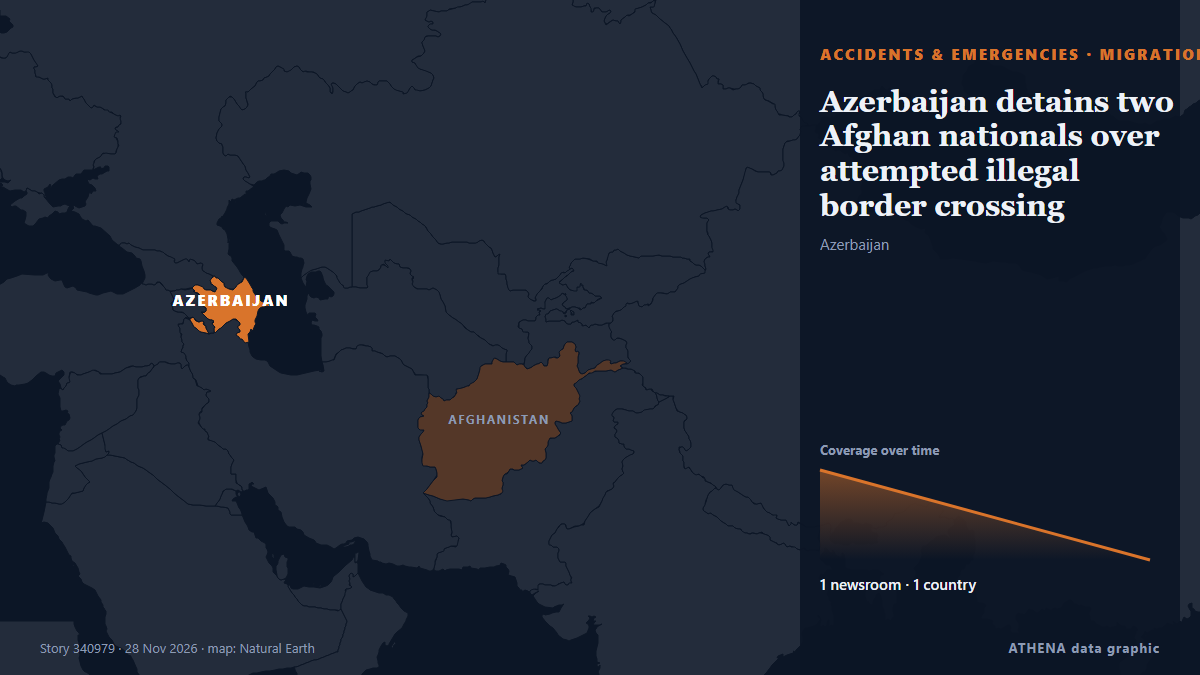 ACCIDENTS & EMERGENCIES · MIGRATION
Azerbaijan detains two
Afghan nationals over
attempted illegal
border crossing
Azerbaijan
AZERBAIJAN
AFGHANISTAN
Coverage over time
1 newsroom · 1 country
Story 340979 · 28 Nov 2026 · map: Natural Earth
ATHENA data graphic